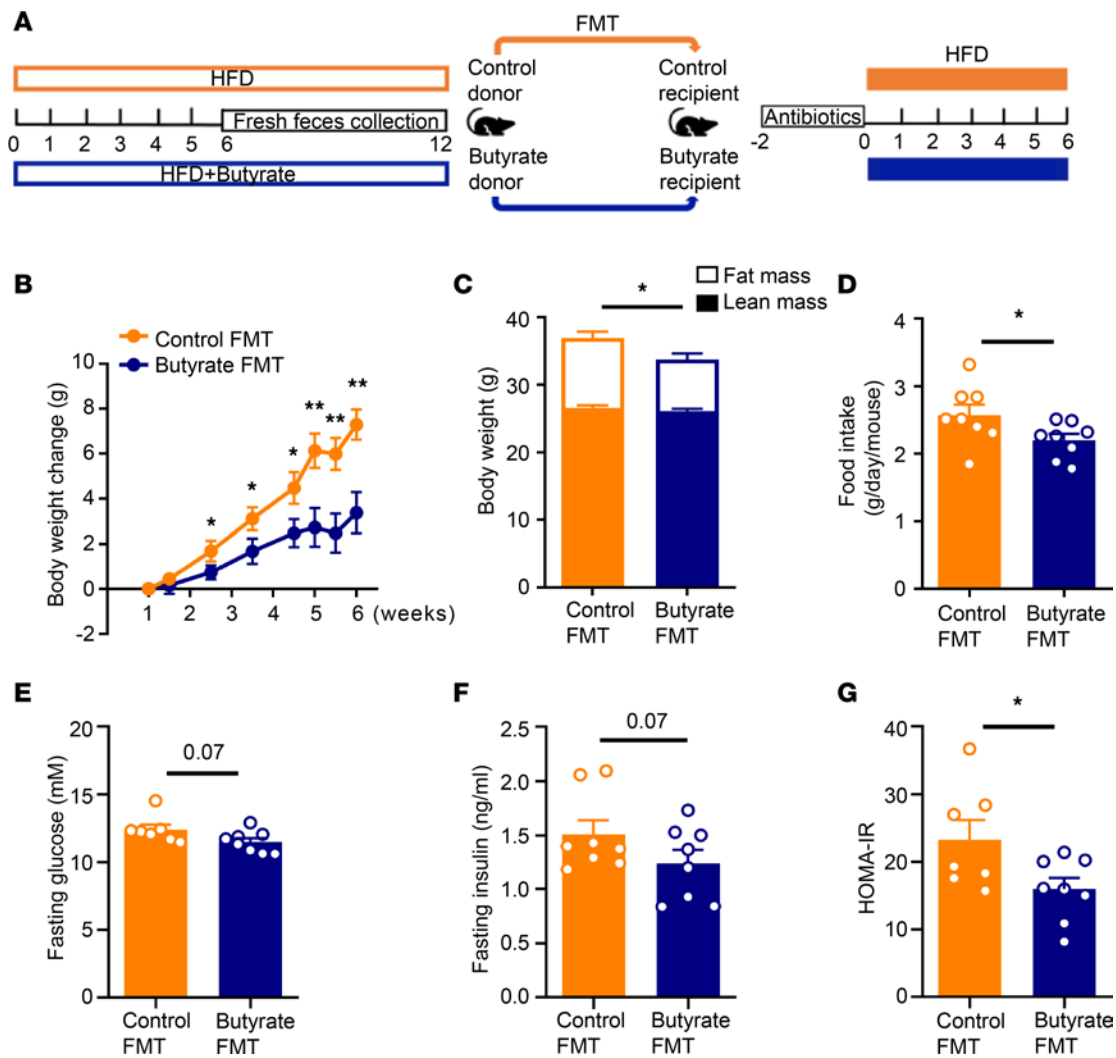 A
FMT
HFD
Control donor
Control recipient
HFD
Fresh feces collection
0 1 2 3 4 5 6 12
Antibiotics
-2 0 1 2 3 4 5 6
HFD+Butyrate
Butyrate donor
Butyrate recipient
B
Control FMT
Butyrate FMT
Body weight change (g)
10
8
6
4
2
0
-2
* * * ** ** **
1 2 3 4 5 6 (weeks)
C
Fat mass
Lean mass
*
Body weight (g)
40
30
20
10
0
Control FMT
Butyrate FMT
D
*
Food intake
(g/day/mouse)
4
3
2
1
0
Control FMT
Butyrate FMT
E
0.07
Fasting glucose (mM)
20
15
10
5
0
Control FMT
Butyrate FMT
F
0.07
Fasting insulin (ng/ml)
2.5
2.0
1.5
1.0
0.5
0.0
Control FMT
Butyrate FMT
G
*
HOMA-IR
40
30
20
10
0
Control FMT
Butyrate FMT